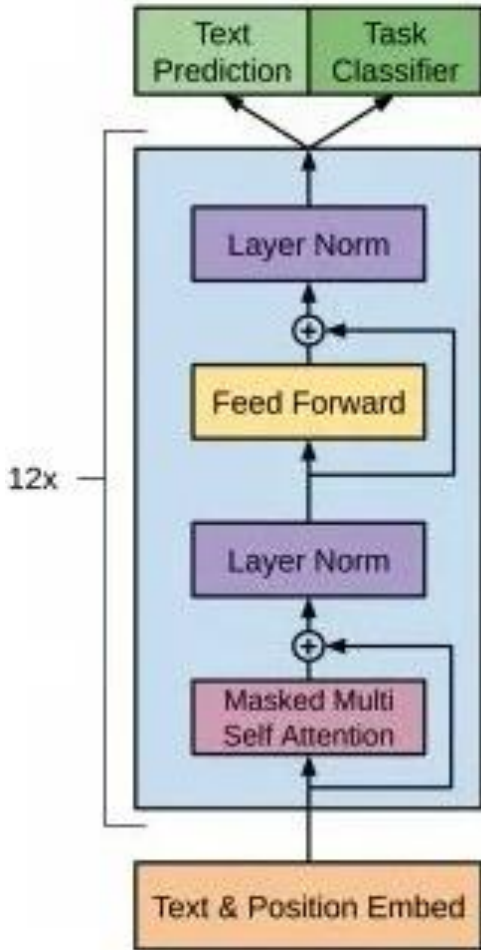 Text
Prediction
Task
Classifier
Layer Norm
Feed Forward
12x
Layer Norm
Masked Multi
Self Attention
Text & Position Embed